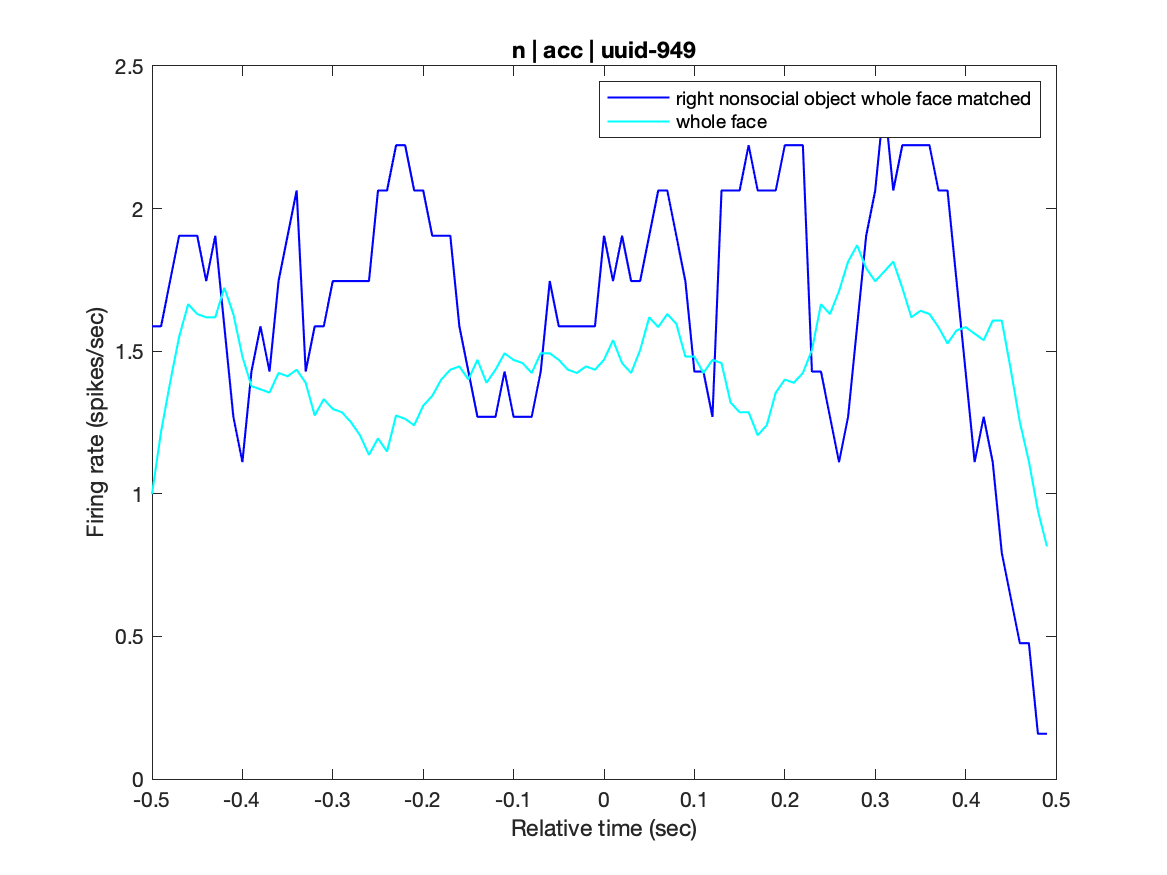 n | acc | uuid-949
2.5
right nonsocial object whole face matched
whole face
2
1.5
1
0.5
0
Firing rate (spikes/sec)
-0.5 -0.4 -0.3 -0.2 -0.1 0 0.1 0.2 0.3 0.4 0.5
Relative time (sec)